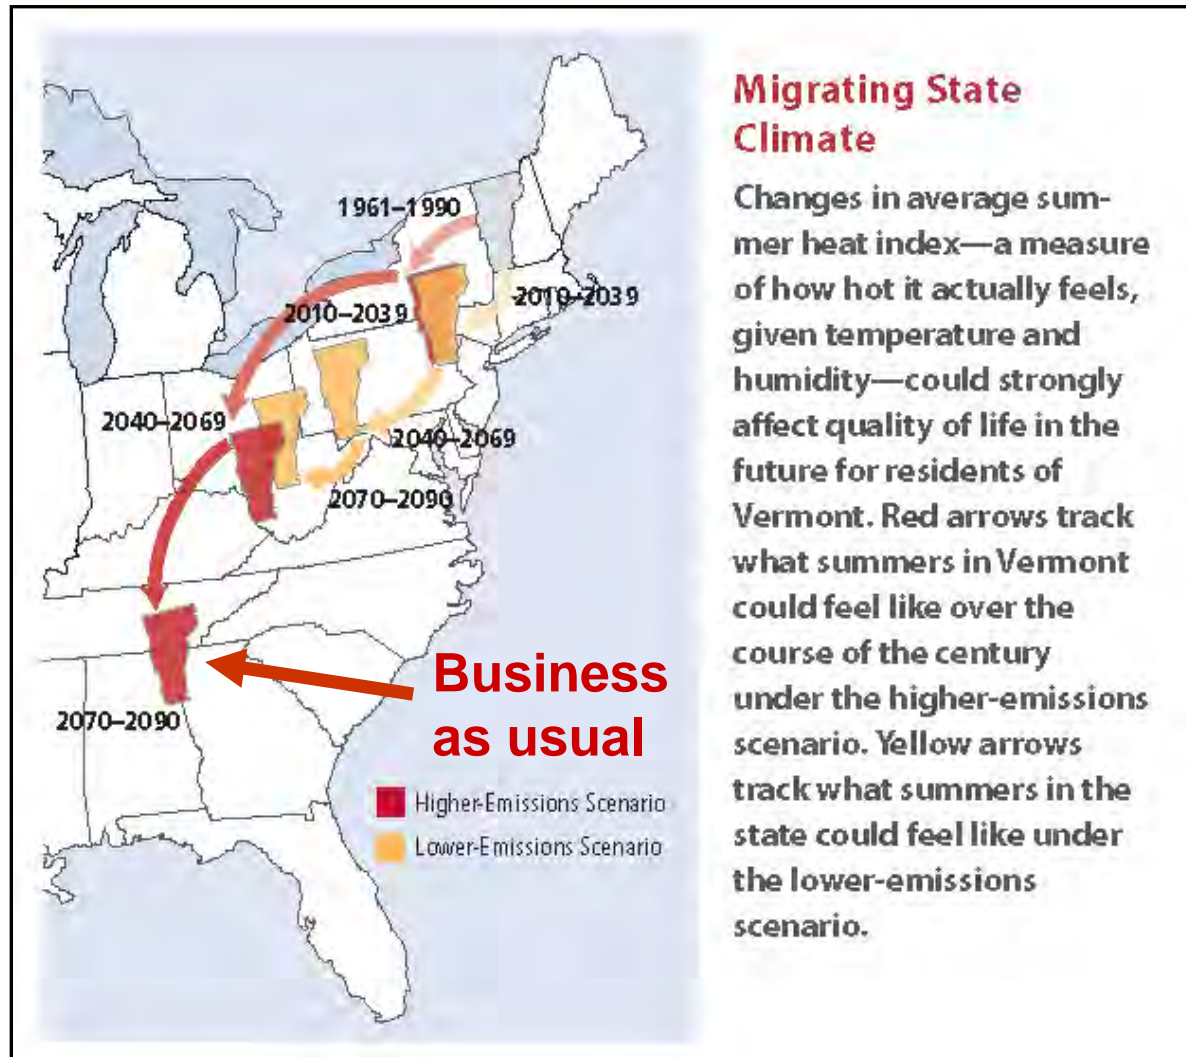 1961–1990
2010–2039
2010–2039
2040–2069
2040–2069
2070–2090
2070–2090
Business
as usual
Higher-Emissions Scenario
Lower-Emissions Scenario
Migrating State
Climate
Changes in average sum-
mer heat index—a measure
of how hot it actually feels,
given temperature and
humidity—could strongly
affect quality of life in the
future for residents of
Vermont. Red arrows track
what summers in Vermont
could feel like over the
course of the century
under the higher-emissions
scenario. Yellow arrows
track what summers in the
state could feel like under
the lower-emissions
scenario.